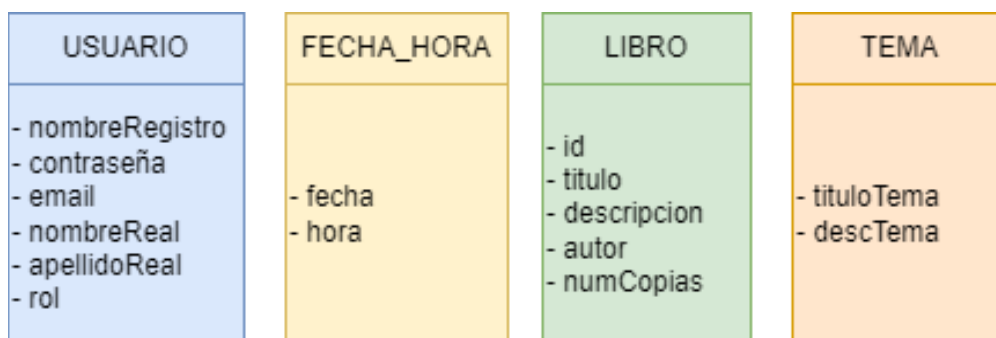 USUARIO
- nombreRegistro
- contraseña
- email
- nombreReal
- apellidoReal
- rol
FECHA_HORA
- fecha
- hora
LIBRO
- id
- titulo
- descripcion
- autor
- numCopias
TEMA
- tituloTema
- descTema